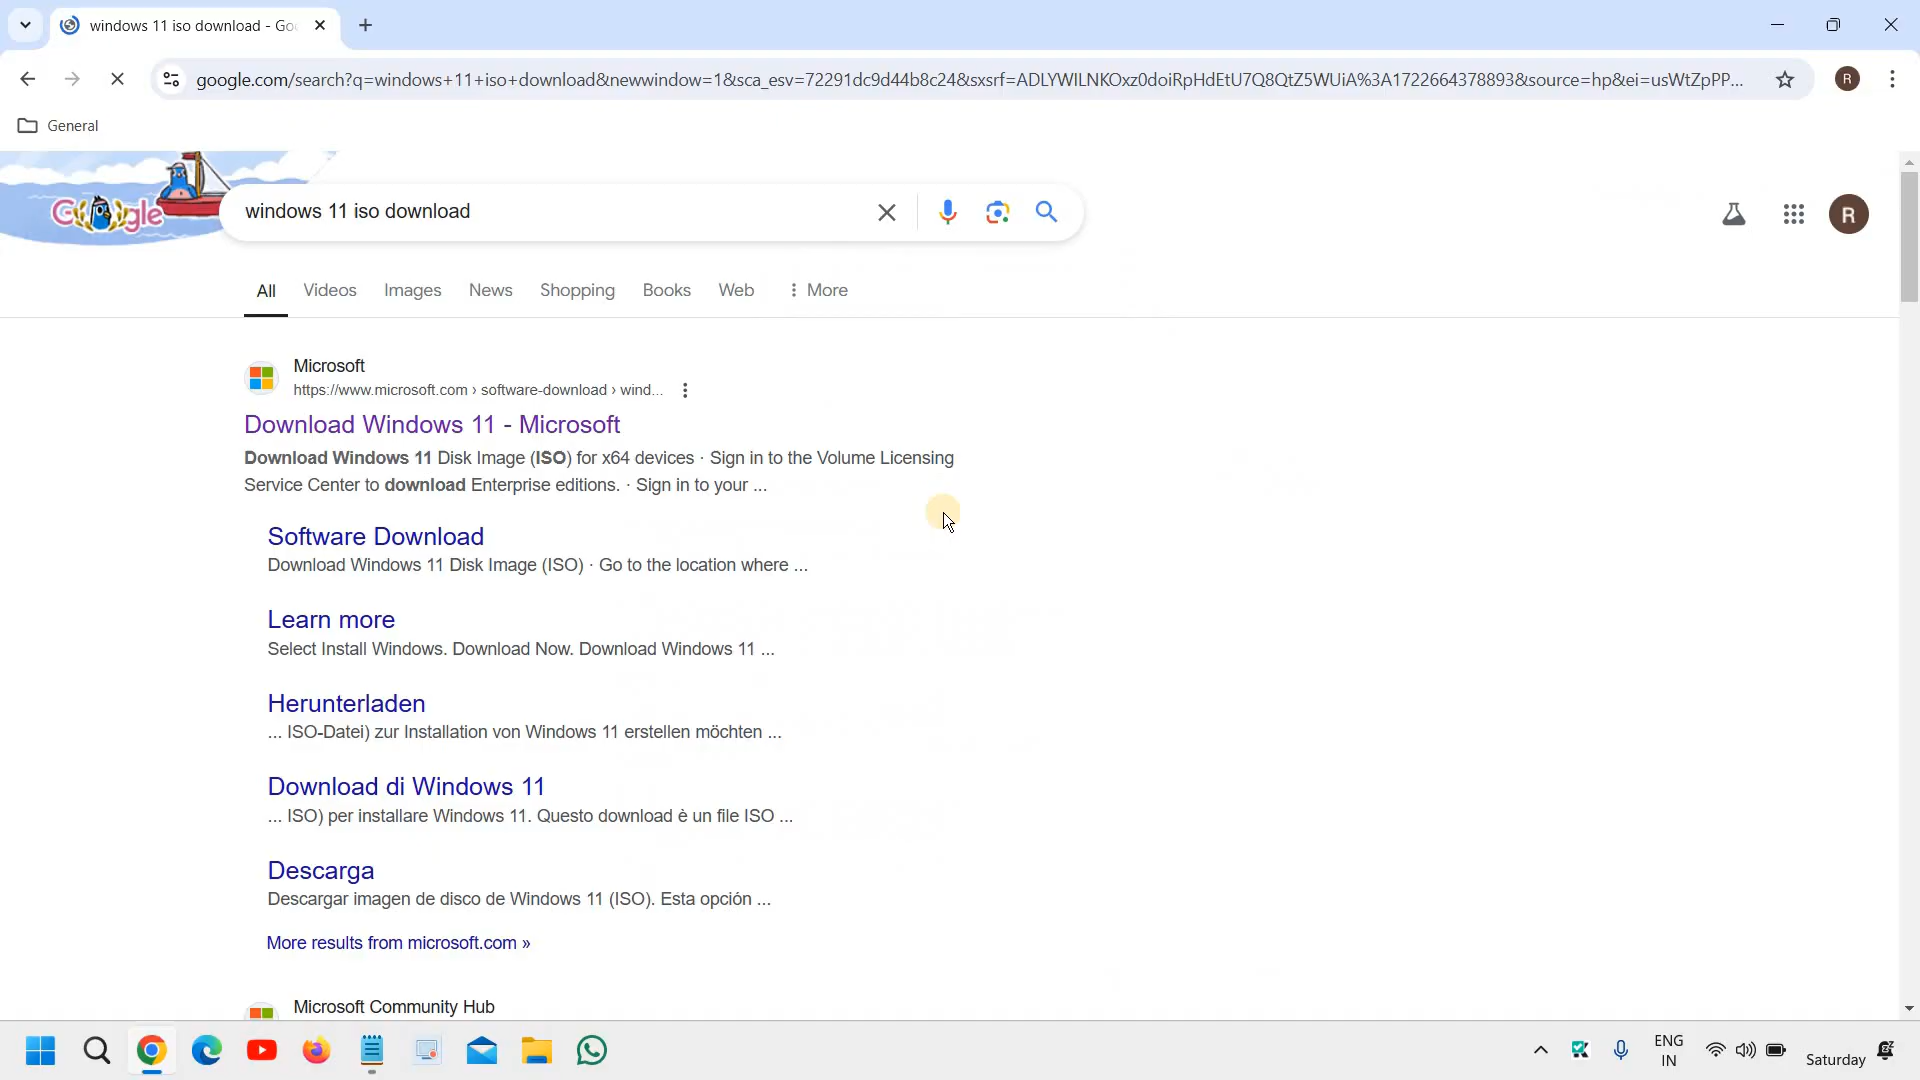 windows 11 iso download - Goo
google.com/search?q=windows+11+iso+download&newwindow=1&sca_esv=72291dc9d44b8c24&sxsrf=ADLYWILNKOxz0doiRpHdEtU7Q8QtZ5WUiA%3A1722664378893&source=hp&ei=usWtZpPP...
R
General
Google
windows 11 iso download
R
All
Videos
Images
News
Shopping
Books
Web
More
Microsoft
https://www.microsoft.com › software-download › wind...
Download Windows 11 - Microsoft
Download Windows 11 Disk Image (ISO) for x64 devices · Sign in to the Volume Licensing
Service Center to download Enterprise editions. · Sign in to your ...
Software Download
Download Windows 11 Disk Image (ISO) · Go to the location where ...
Learn more
Select Install Windows. Download Now. Download Windows 11 ...
Herunterladen
... ISO-Datei) zur Installation von Windows 11 erstellen möchten ...
Download di Windows 11
... ISO) per installare Windows 11. Questo download è un file ISO ...
Descarga
Descargar imagen de disco de Windows 11 (ISO). Esta opción ...
More results from microsoft.com »
Microsoft Community Hub
ENG
IN
Saturday